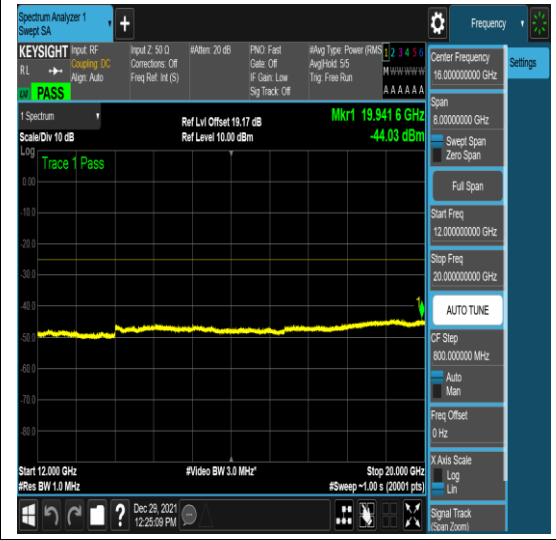 Spectrum Analyzer 1
Swept SA
+
Frequency
KEYSIGHT
RL
PASS
Input: RF
Coupling: DC
Align: Auto
Input Z: 50 Ω
Corrections: Off
Freq Ref: Int (S)
#Atten: 20 dB
PNO: Fast
Gate: Off
IF Gain: Low
Sig Track: Off
#Avg Type: Power (RMS
Avg|Hold: 5/5
Trig: Free Run
1 2 3 4 5 6
M W W W W W
A A A A A A
1 Spectrum
Scale/Div 10 dB
Log
Ref Lvl Offset 19.17 dB
Ref Level 10.00 dBm
Mkr1 19.941 6 GHz
-44.03 dBm
Trace 1 Pass
0.00
-10.0
-20.0
-30.0
-40.0
-50.0
-60.0
-70.0
-80.0
1
Start 12.000 GHz
#Res BW 1.0 MHz
#Video BW 3.0 MHz*
Stop 20.000 GHz
#Sweep ~1.00 s (20001 pts)
Dec 29, 2021
12:25:09 PM
?
Settings
Center Frequency
16.000000000 GHz
Span
8.00000000 GHz
Swept Span
Zero Span
Full Span
Start Freq
12.000000000 GHz
Stop Freq
20.000000000 GHz
AUTO TUNE
CF Step
800.000000 MHz
Auto
Man
Freq Offset
0 Hz
X Axis Scale
Log
Lin
Signal Track
(Span Zoom)